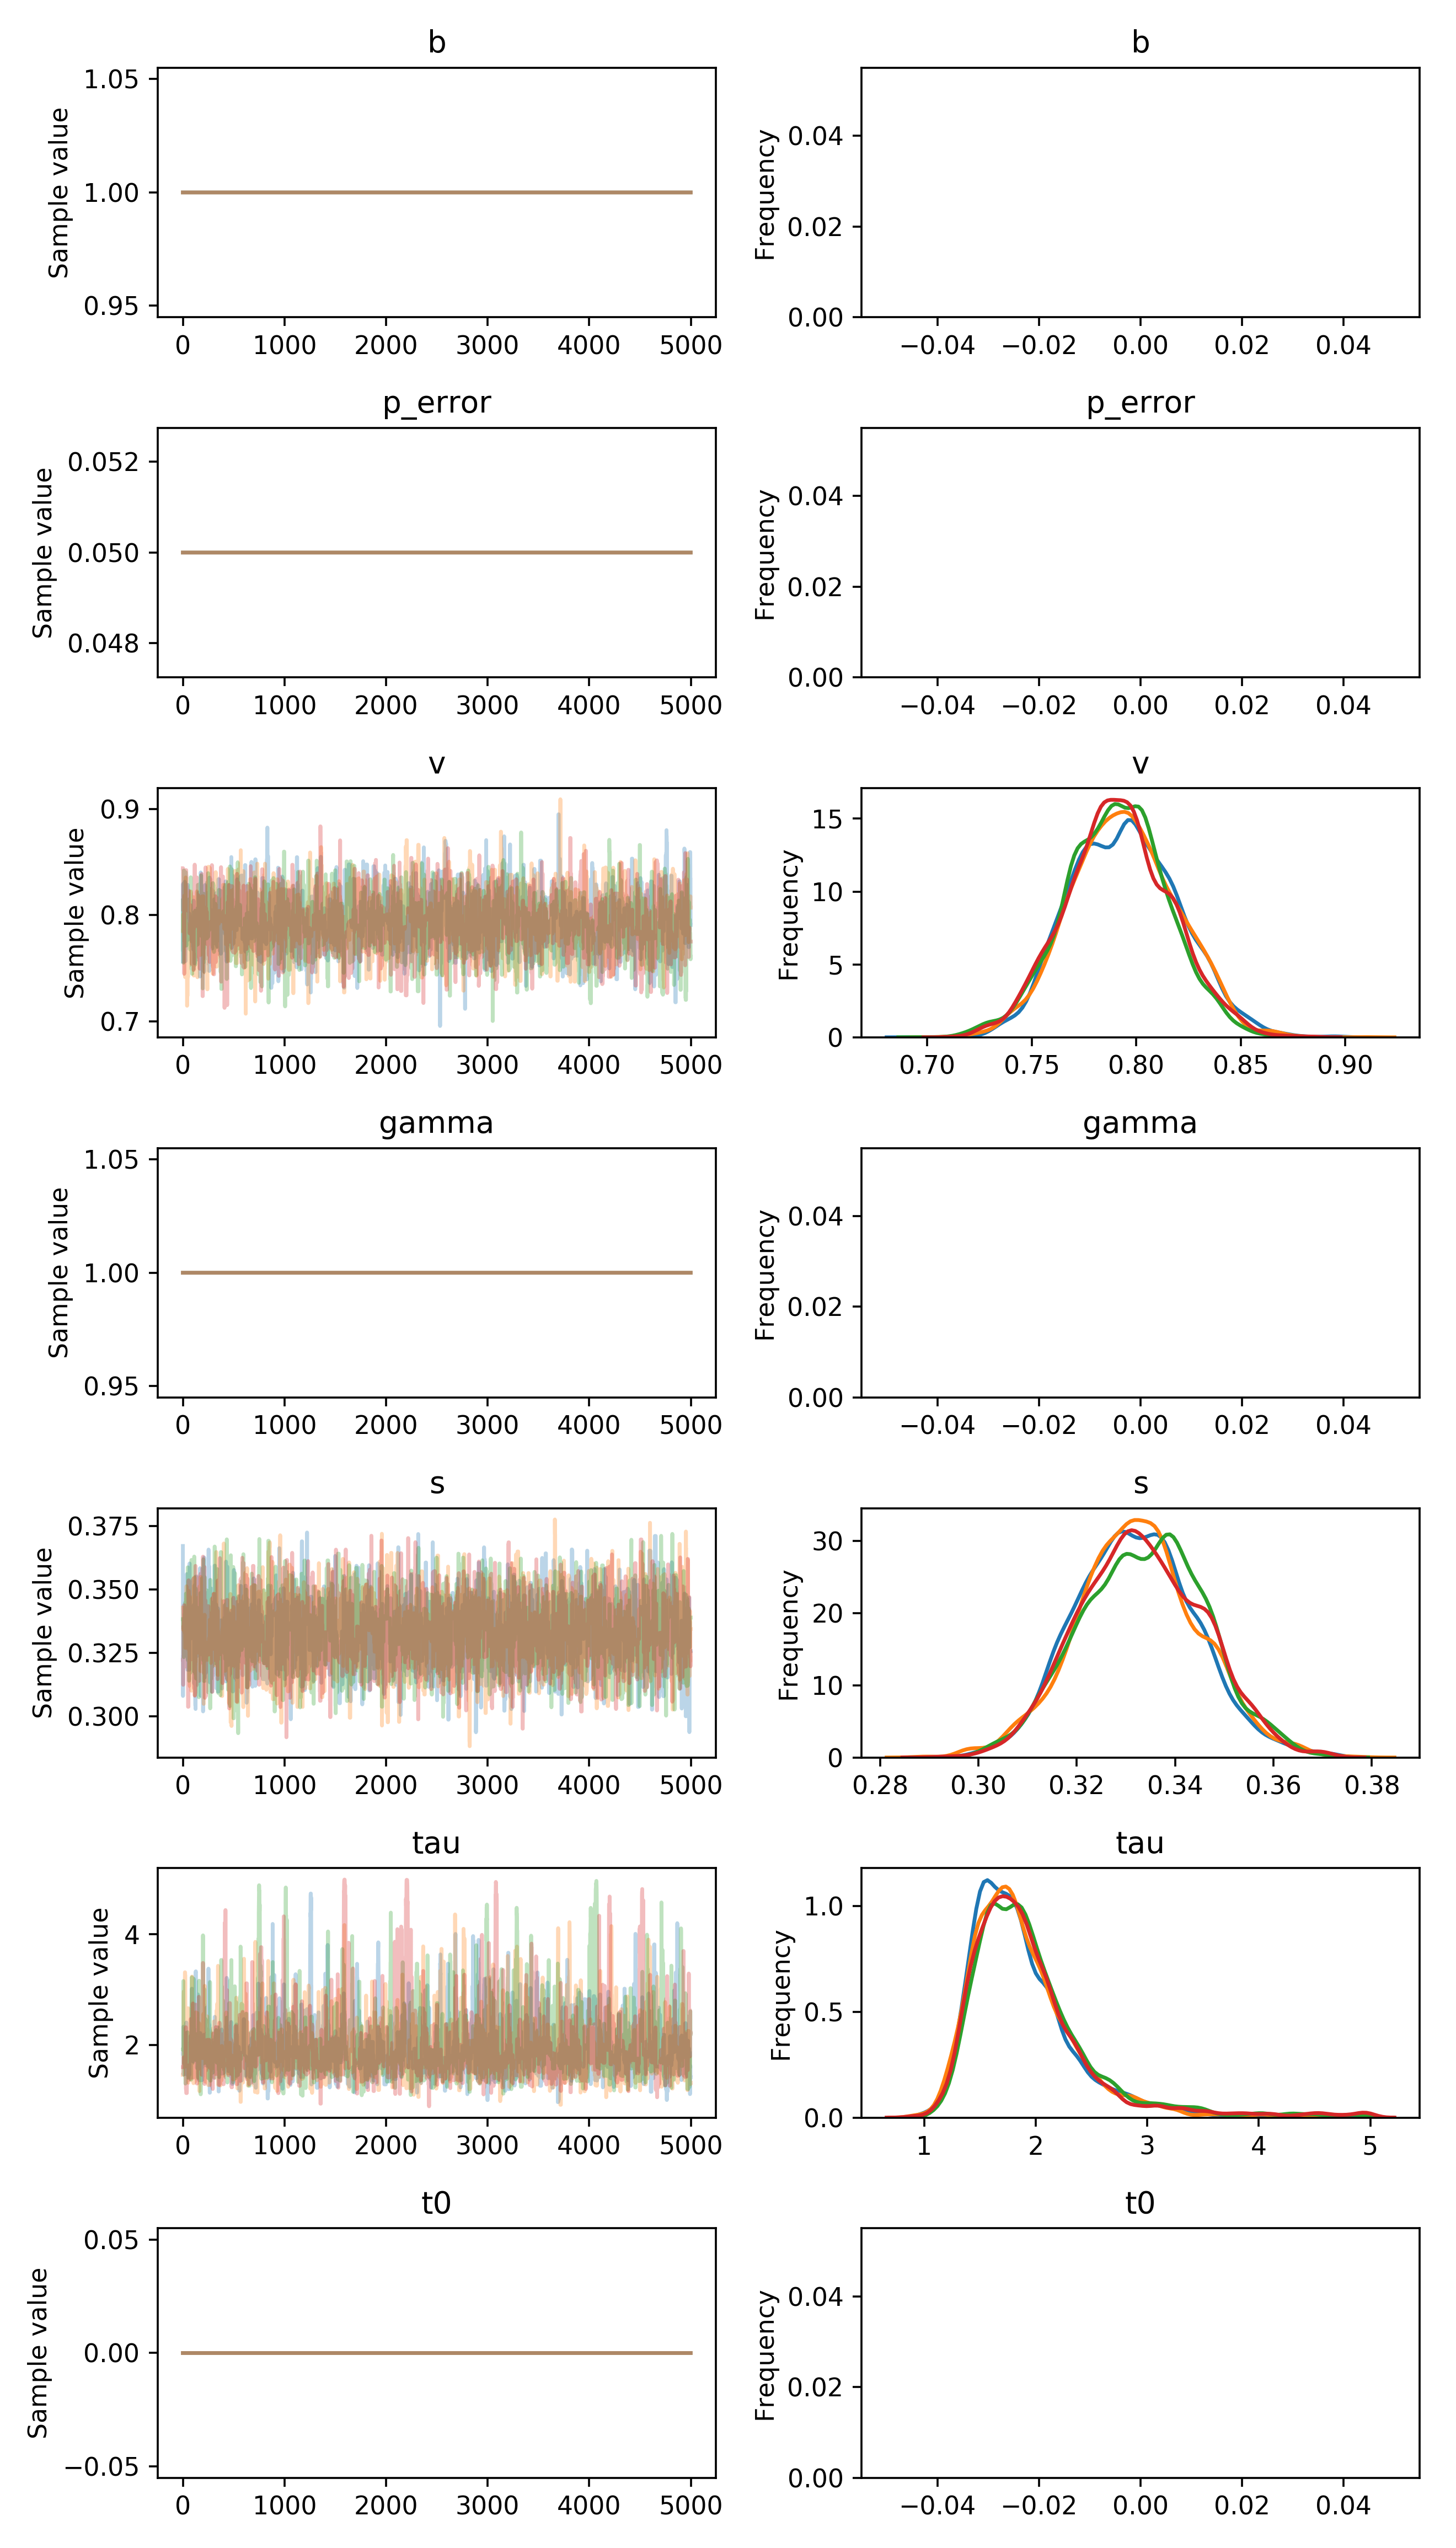 b
b
1.05
1.00
0.95
Sample value
0 1000 2000 3000 4000 5000
0.04
0.02
0.00
Frequency
−0.04 −0.02 0.00 0.02 0.04
p_error
p_error
0.052
0.050
0.048
Sample value
0 1000 2000 3000 4000 5000
0.04
0.02
0.00
Frequency
−0.04 −0.02 0.00 0.02 0.04
v
v
0.9
0.8
0.7
Sample value
0 1000 2000 3000 4000 5000
15
10
5
0
Frequency
0.70 0.75 0.80 0.85 0.90
gamma
gamma
1.05
1.00
0.95
Sample value
0 1000 2000 3000 4000 5000
0.04
0.02
0.00
Frequency
−0.04 −0.02 0.00 0.02 0.04
s
s
0.375
0.350
0.325
0.300
Sample value
0 1000 2000 3000 4000 5000
30
20
10
0
Frequency
0.28 0.30 0.32 0.34 0.36 0.38
tau
tau
4
2
Sample value
0 1000 2000 3000 4000 5000
1.0
0.5
0.0
Frequency
1 2 3 4 5
t0
t0
0.05
0.00
−0.05
Sample value
0 1000 2000 3000 4000 5000
0.04
0.02
0.00
Frequency
−0.04 −0.02 0.00 0.02 0.04